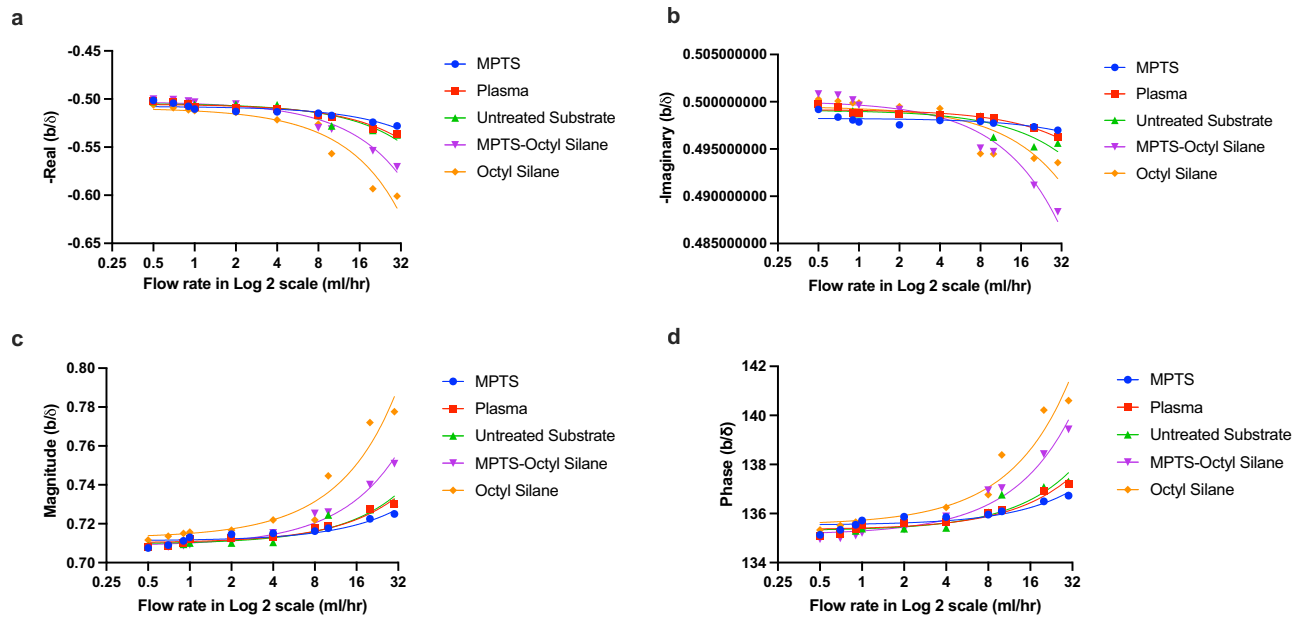 a
-Real (b/δ)
-0.45
-0.50
-0.55
-0.60
-0.65
0.25 0.5 1 2 4 8 16 32
Flow rate in Log 2 scale (ml/hr)
MPTS
Plasma
Untreated Substrate
MPTS-Octyl Silane
Octyl Silane
b
-Imaginary (b/δ)
0.505000000
0.500000000
0.495000000
0.490000000
0.485000000
0.25 0.5 1 2 4 8 16 32
Flow rate in Log 2 scale (ml/hr)
MPTS
Plasma
Untreated Substrate
MPTS-Octyl Silane
Octyl Silane
c
Magnitude (b/δ)
0.80
0.78
0.76
0.74
0.72
0.70
0.25 0.5 1 2 4 8 16 32
Flow rate in Log 2 scale (ml/hr)
MPTS
Plasma
Untreated Substrate
MPTS-Octyl Silane
Octyl Silane
d
Phase (b/δ)
142
140
138
136
134
0.25 0.5 1 2 4 8 16 32
Flow rate in Log 2 scale (ml/hr)
MPTS
Plasma
Untreated Substrate
MPTS-Octyl Silane
Octyl Silane